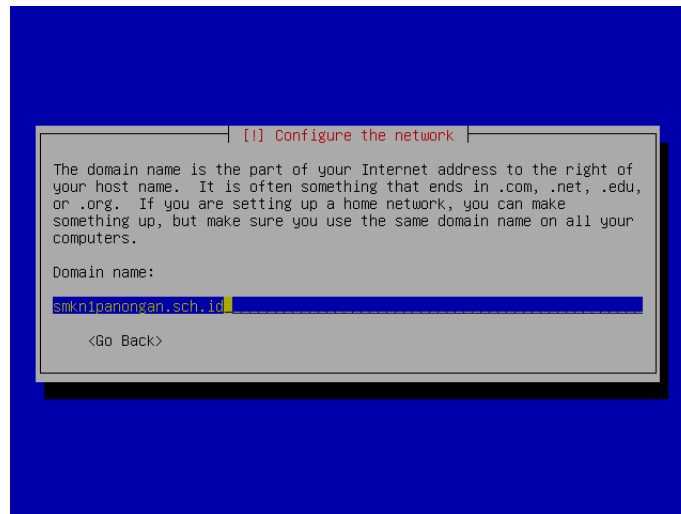 [!] Configure the network
The domain name is the part of your Internet address to the right of
your host name.  It is often something that ends in .com, .net, .edu,
or .org.  If you are setting up a home network, you can make
something up, but make sure you use the same domain name on all your
computers.
Domain name:
smkn1panongan.sch.id
<Go Back>